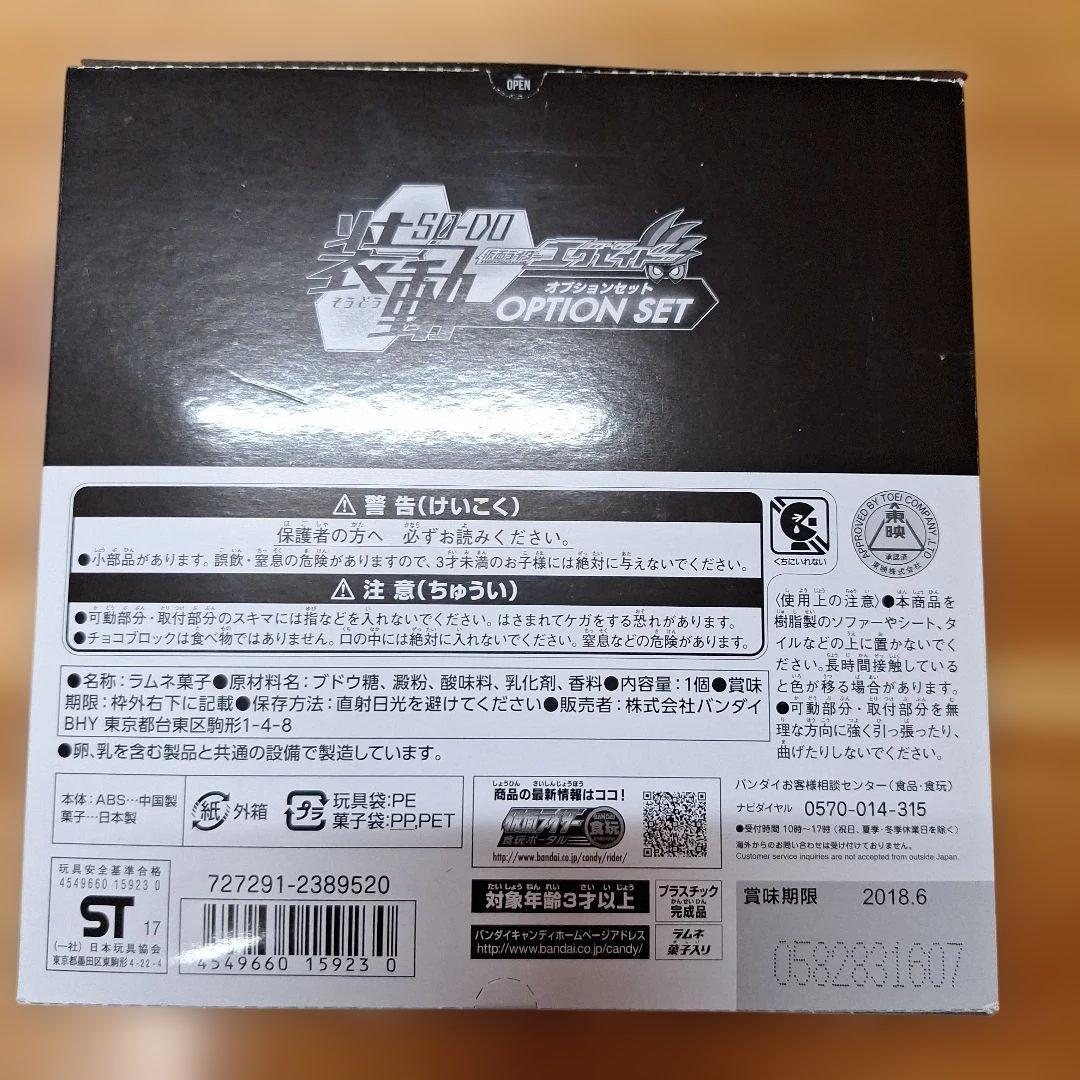 OPEN
SO-DO
装動
そうどう
仮面ライダーエグゼイド
オプションセット
OPTION SET
⚠ 警告(けいこく)
保護者の方へ 必ずお読みください。
●小部品があります。誤飲・窒息の危険がありますので、3才未満のお子様には絶対に与えないでください。
⚠ 注意(ちゅうい)
●可動部分・取付部分のスキマには指などを入れないでください。はさまれてケガをする恐れがあります。
●チョコブロックは食べ物ではありません。口の中には絶対に入れないでください。窒息などの危険があります。
くちにいれない
APPROVED BY TOEI COMPANY,LTD
東映
承認済
東映株式会社
〈使用上の注意〉●本商品を
樹脂製のソファーやシート、タ
イルなどの上に置かないでく
ださい。長時間接触している
と色が移る場合があります。
●可動部分・取付部分を無
理な方向に強く引っ張ったり、
曲げたりしないでください。
●名称:ラムネ菓子●原材料名:ブドウ糖、澱粉、酸味料、乳化剤、香料●内容量:1個●賞味
期限:枠外右下に記載●保存方法:直射日光を避けてください●販売者:株式会社バンダイ
BHY 東京都台東区駒形1-4-8
●卵、乳を含む製品と共通の設備で製造しています。
本体:ABS…中国製
菓子…日本製
紙 外箱
プラ 玩具袋:PE
菓子袋:PP,PET
商品の最新情報はココ!
仮面ライダー
食玩ポータル
BANDAI
食玩
http://www.bandai.co.jp/candy/rider/
バンダイお客様相談センター(食品・食玩)
ナビダイヤル 0570-014-315
●受付時間 10時〜17時(祝日、夏季・冬季休業日を除く)
海外からのお問い合わせは受け付けておりません。
Customer service inquiries are not accepted from outside Japan.
玩具安全基準合格
4549660 15923 0
ST 17
(一社)日本玩具協会
東京都墨田区東駒形4-22-4
727291-2389520
4549660 15923 0
対象年齢3才以上
プラスチック
完成品
バンダイキャンディホームページアドレス
http://www.bandai.co.jp/candy/
ラムネ
菓子入り
賞味期限 2018.6
0582831607